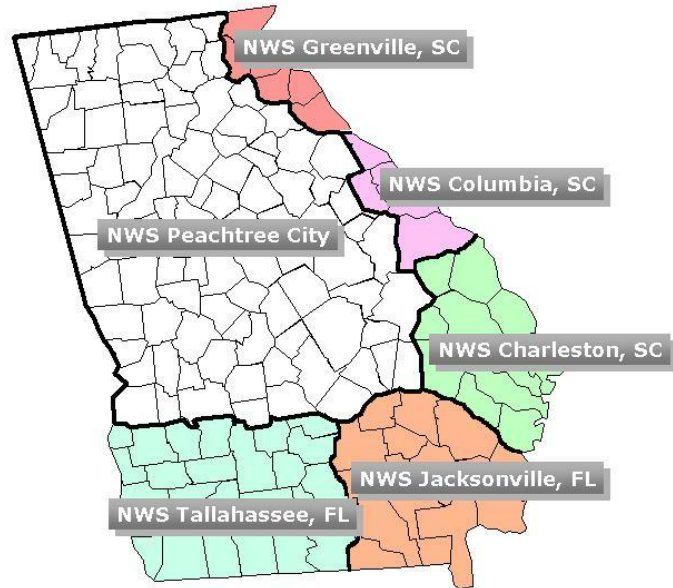 NWS Greenville, SC
NWS Columbia, SC
NWS Peachtree City
NWS Charleston, SC
NWS Jacksonville, FL
NWS Tallahassee, FL